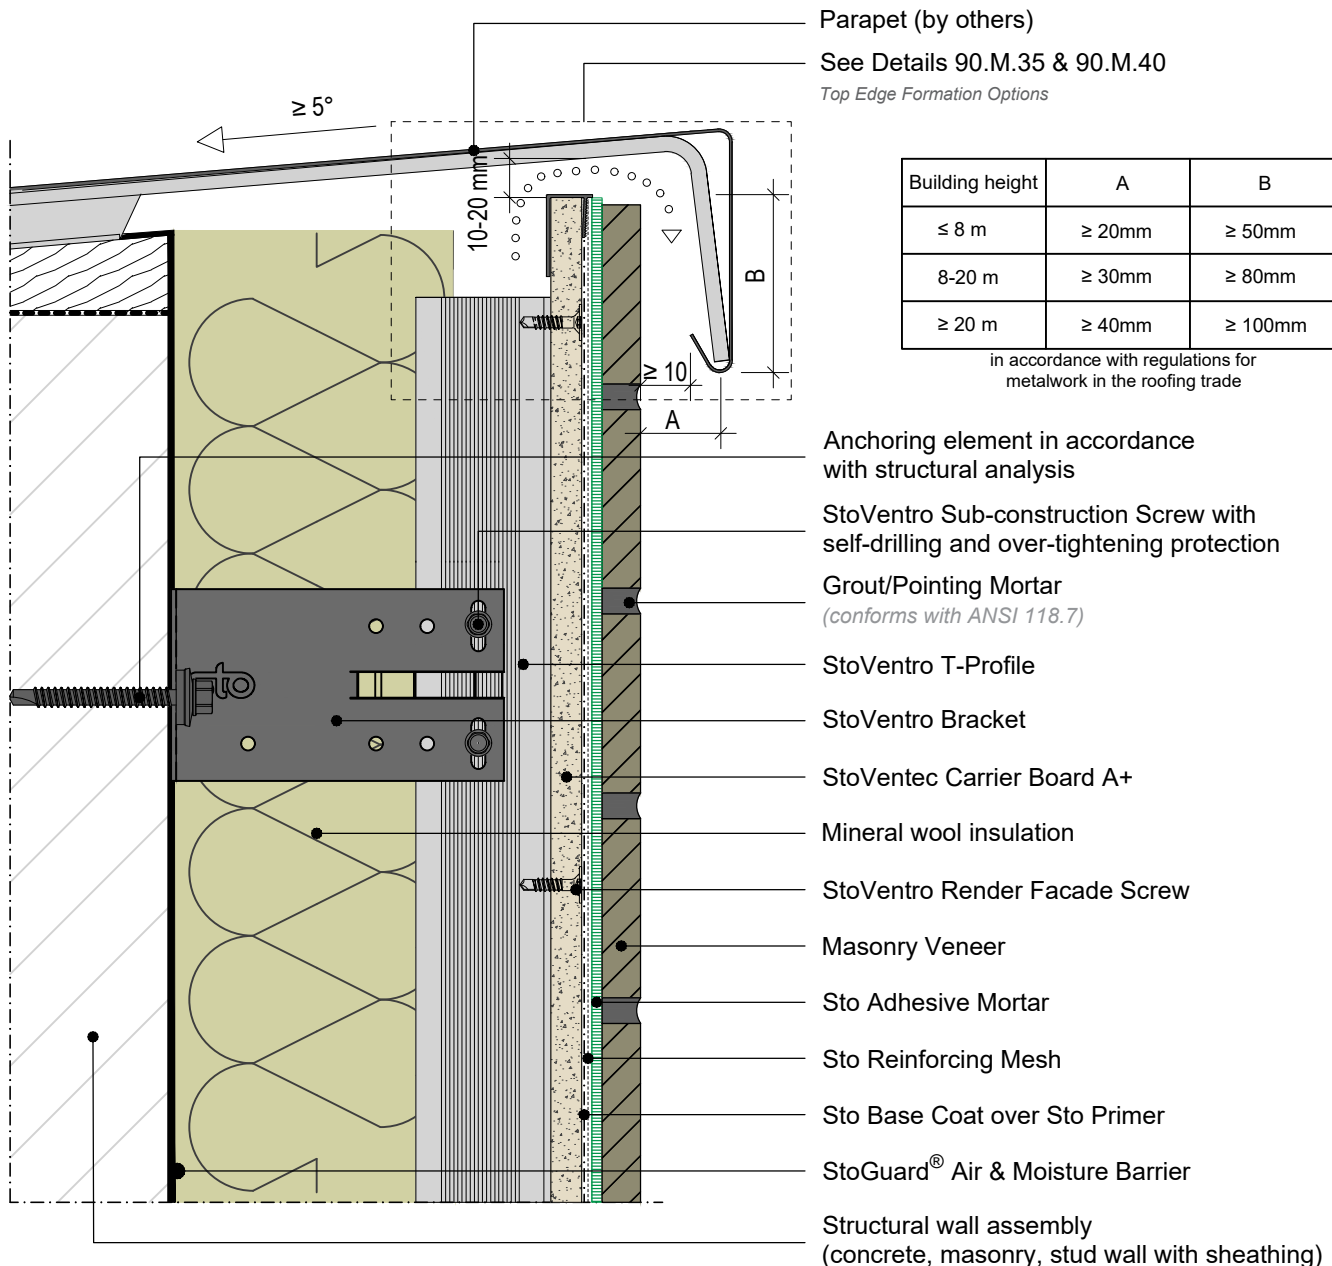 Parapet (by others)
See Details 90.M.35 & 90.M.40
Top Edge Formation Options
≥ 5°
10-20 mm
B
≥ 10
A
Building height A B
≤ 8 m ≥ 20mm ≥ 50mm
8-20 m ≥ 30mm ≥ 80mm
≥ 20 m ≥ 40mm ≥ 100mm
in accordance with regulations for
metalwork in the roofing trade
Anchoring element in accordance
with structural analysis
StoVentro Sub-construction Screw with
self-drilling and over-tightening protection
Grout/Pointing Mortar
(conforms with ANSI 118.7)
StoVentro T-Profile
StoVentro Bracket
StoVentec Carrier Board A+
Mineral wool insulation
StoVentro Render Facade Screw
Masonry Veneer
Sto Adhesive Mortar
Sto Reinforcing Mesh
Sto Base Coat over Sto Primer
StoGuard® Air & Moisture Barrier
Structural wall assembly
(concrete, masonry, stud wall with sheathing)